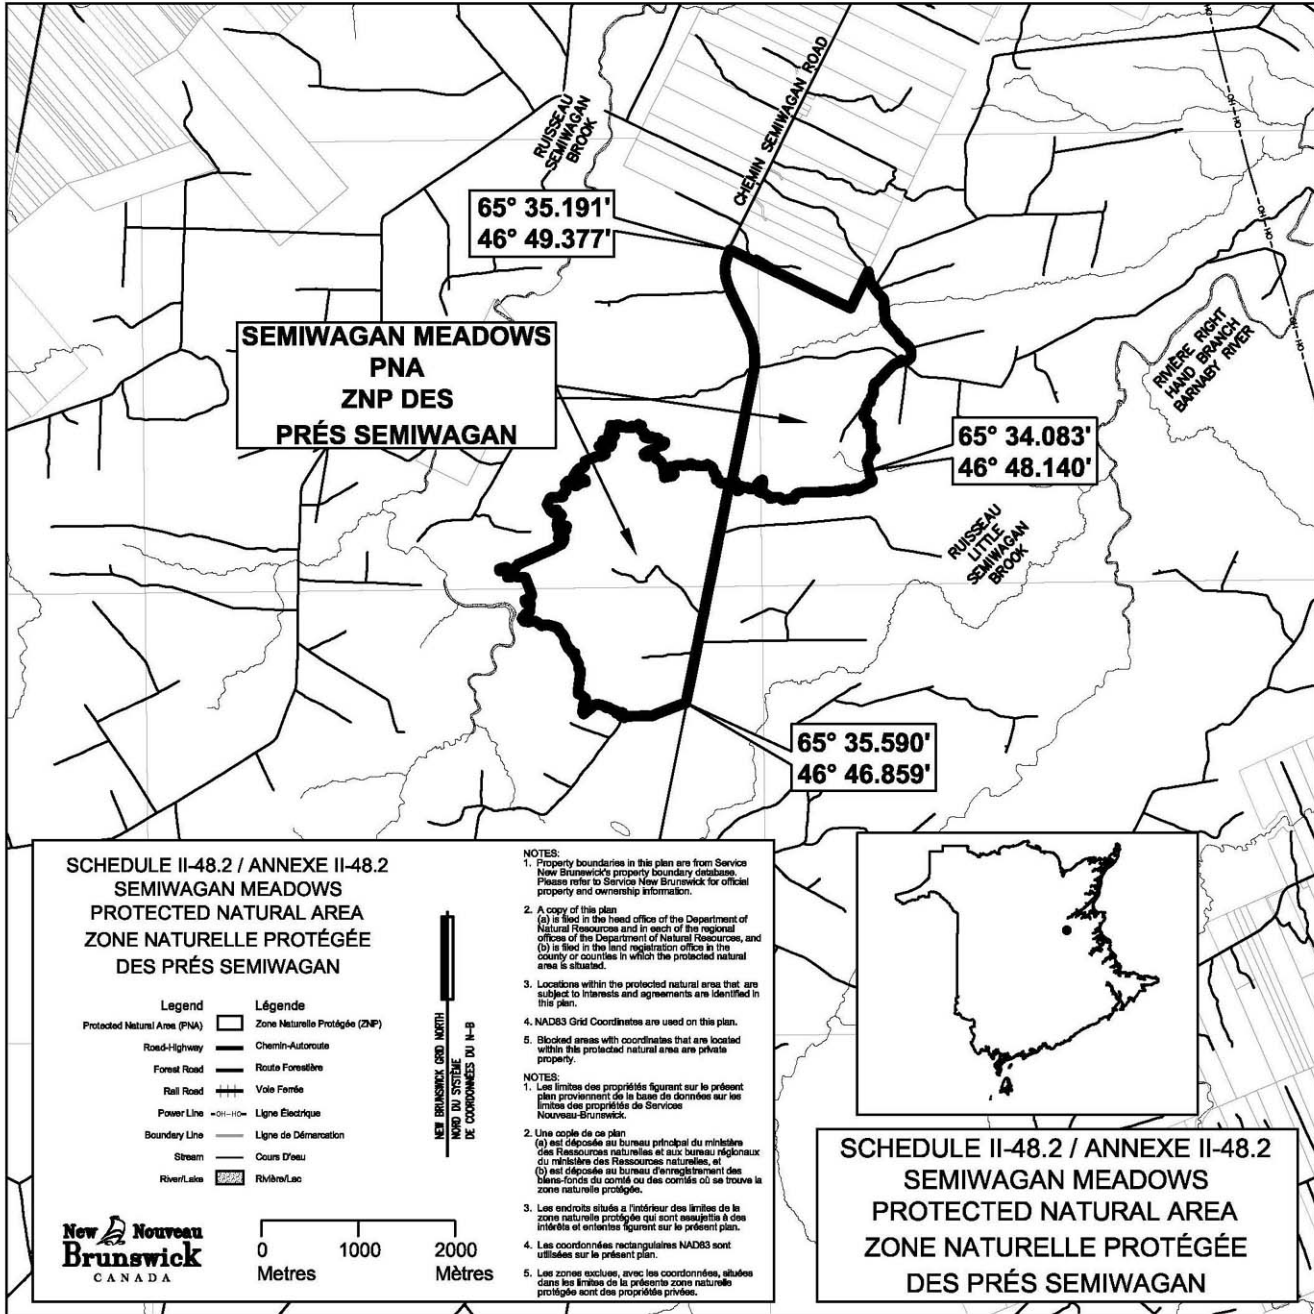 RUISSEAU
SEMIWAGAN
BROOK
CHEMIN SEMIWAGAN ROAD
OH - HO
OH - HO
OH - HO
OH - HO
OH - HO
65° 35.191'
46° 49.377'
SEMIWAGAN MEADOWS
PNA
ZNP DES
PRÉS SEMIWAGAN
RIVIÈRE RIGHT
HAND BRANCH
BARNABY RIVER
65° 34.083'
46° 48.140'
RUISSEAU
LITTLE
SEMIWAGAN
BROOK
65° 35.590'
46° 46.859'
SCHEDULE II-48.2 / ANNEXE II-48.2
SEMIWAGAN MEADOWS
PROTECTED NATURAL AREA
ZONE NATURELLE PROTÉGÉE
DES PRÉS SEMIWAGAN
Legend Légende
Protected Natural Area (PNA) Zone Naturelle Protégée (ZNP)
Road-Highway Chemin-Autoroute
Forest Road Route Forestière
Rail Road Voie Ferrée
Power Line -OH-HO- Ligne Électrique
Boundary Line Ligne de Démarcation
Stream Cours D'eau
River/Lake Rivière/Lac
NEW BRUNSWICK GRID NORTH
NORD DU SYSTÈME
DE COORDONNÉES DU N-B
New Nouveau
Brunswick
CANADA
0 1000 2000
Metres Mètres
NOTES:
1. Property boundaries in this plan are from Service
New Brunswick's property boundary database.
Please refer to Service New Brunswick for official
property and ownership information.
2. A copy of this plan
(a) is filed in the head office of the Department of
Natural Resources and in each of the regional
offices of the Department of Natural Resources, and
(b) is filed in the land registration office in the
county or counties in which the protected natural
area is situated.
3. Locations within the protected natural area that are
subject to interests and agreements are identified in
this plan.
4. NAD83 Grid Coordinates are used on this plan.
5. Blocked areas with coordinates that are located
within this protected natural area are private
property.
NOTES:
1. Les limites des propriétés figurant sur le présent
plan proviennent de la base de données sur les
limites des propriétés de Services
Nouveau-Brunswick.
2. Une copie de ce plan
(a) est déposée au bureau principal du ministère
des Ressources naturelles et aux bureau régionaux
du ministère des Ressources naturelles, et
(b) est déposée au bureau d'enregistrement des
biens-fonds du comté ou des comtés où se trouve la
zone naturelle protégée.
3. Les endroits situés a l'intérieur des limites de la
zone naturelle protégée qui sont assujettis à des
intérêts et ententes figurent sur le présent plan.
4. Les coordonnées rectangulaires NAD83 sont
utilisées sur le présent plan.
5. Les zones exclues, avec les coordonnées, situées
dans les limites de la présente zone naturelle
protégée sont des propriétés privées.
SCHEDULE II-48.2 / ANNEXE II-48.2
SEMIWAGAN MEADOWS
PROTECTED NATURAL AREA
ZONE NATURELLE PROTÉGÉE
DES PRÉS SEMIWAGAN